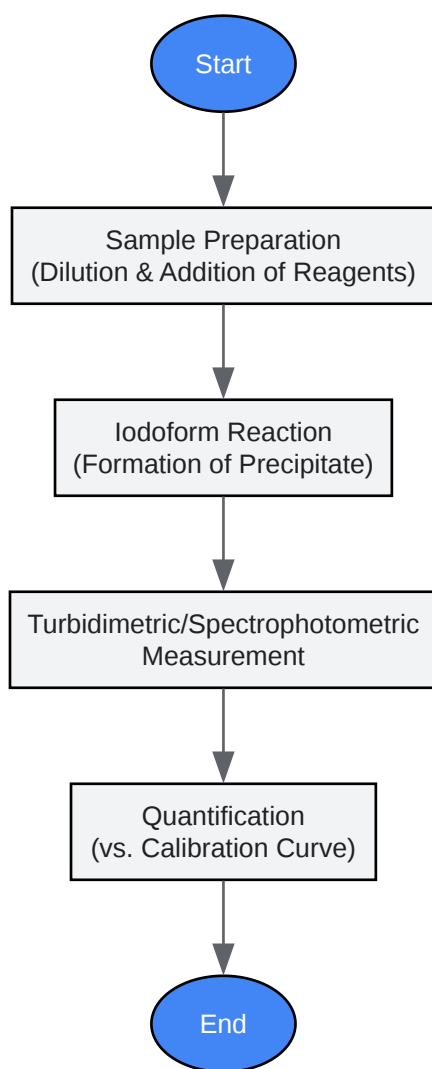 Start
Sample Preparation
(Dilution & Addition of Reagents)
Iodoform Reaction
(Formation of Precipitate)
Turbidimetric/Spectrophotometric
Measurement
Quantification
(vs. Calibration Curve)
End